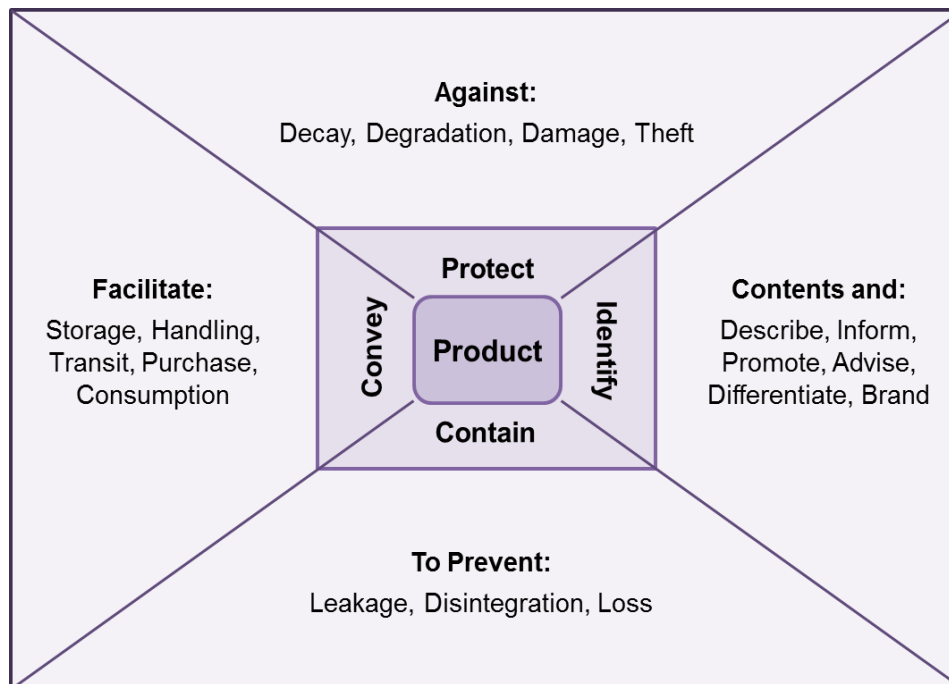 Against:
Decay, Degradation, Damage, Theft
Protect
Facilitate:
Storage, Handling,
Transit, Purchase,
Consumption
Convey
Product
Identify
Contents and:
Describe, Inform,
Promote, Advise,
Differentiate, Brand
Contain
To Prevent:
Leakage, Disintegration, Loss